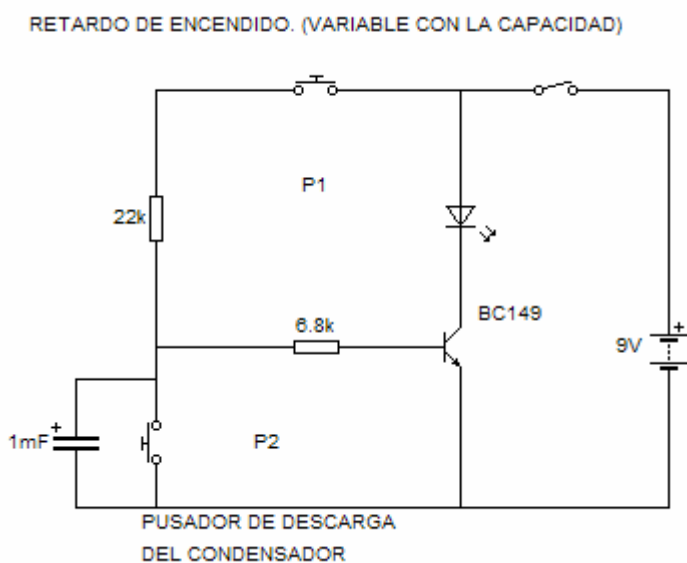 RETARDO DE ENCENDIDO. (VARIABLE CON LA CAPACIDAD)
P1
22k
6.8k
BC149
9V
+
+
1mF
P2
PUSADOR DE DESCARGA
DEL CONDENSADOR